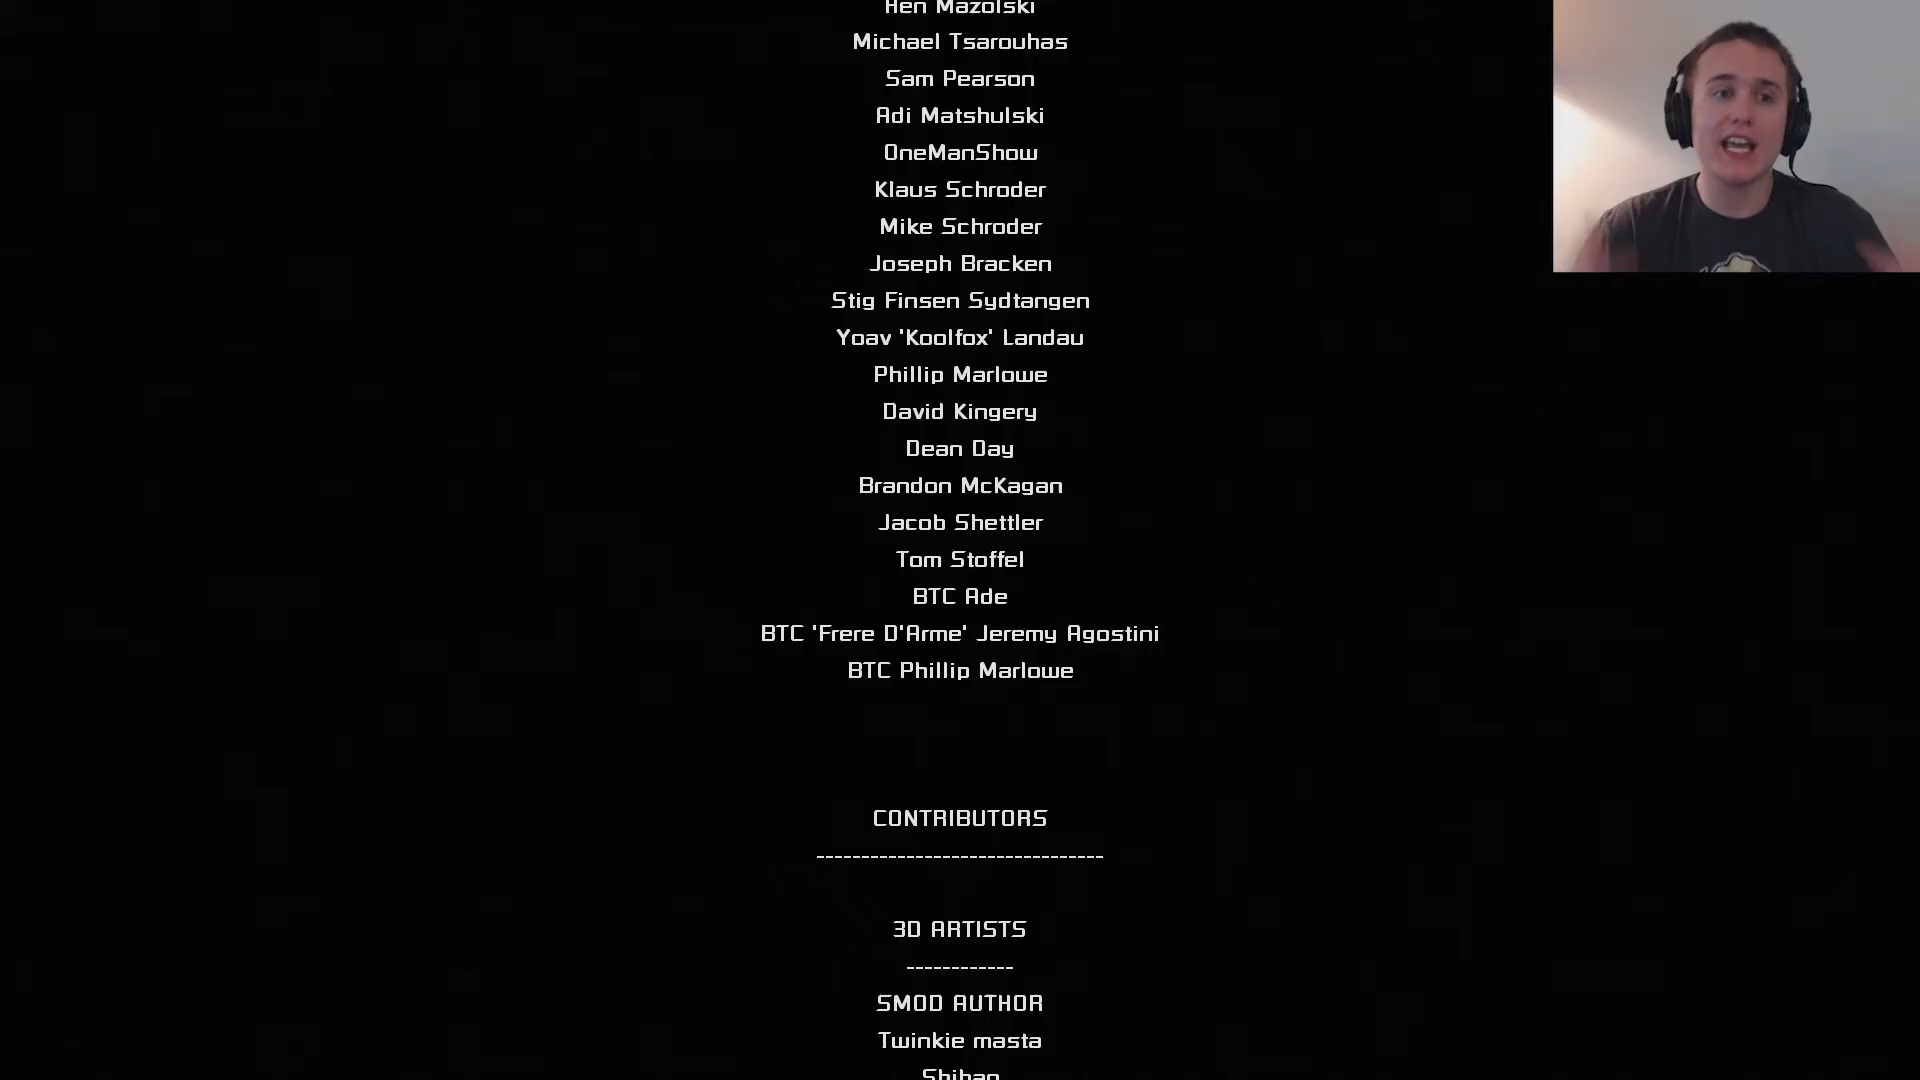 Hen Mazolski
Michael Tsarouhas
Sam Pearson
Adi Matshulski
OneManShow
Klaus Schroder
Mike Schroder
Joseph Bracken
Stig Finsen Sydtangen
Yoav 'Koolfox' Landau
Phillip Marlowe
David Kingery
Dean Day
Brandon McKagan
Jacob Shettler
Tom Stoffel
BTC Ade
BTC 'Frere D'Arme' Jeremy Agostini
BTC Phillip Marlowe
CONTRIBUTORS
--------------------------------
3D ARTISTS
------------
SMOD AUTHOR
Twinkie masta